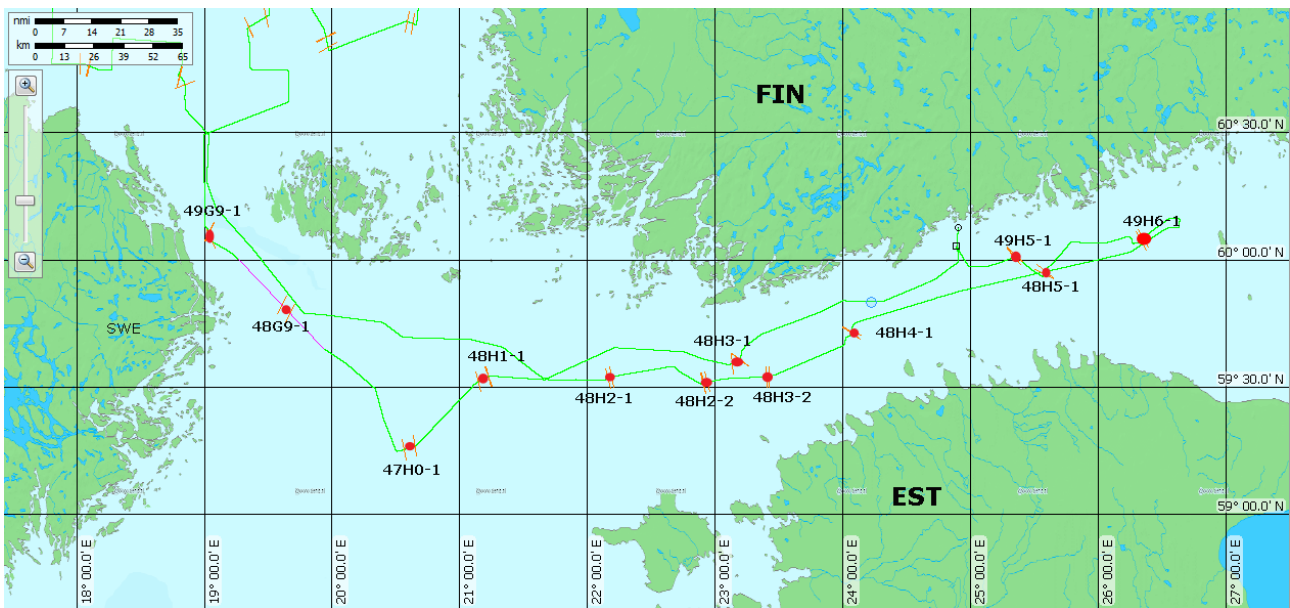 nmi
0 7 14 21 28 35
km
0 13 26 39 52 65
FIN
60° 30.0' N
49G9-1
49H6-1
49H5-1
60° 00.0' N
48H5-1
48G9-1
SWE
48H4-1
48H3-1
48H1-1
59° 30.0' N
48H2-1
48H2-2
48H3-2
47H0-1
EST
59° 00.0' N
18° 00.0' E
19° 00.0' E
20° 00.0' E
21° 00.0' E
22° 00.0' E
23° 00.0' E
24° 00.0' E
25° 00.0' E
26° 00.0' E
27° 00.0' E